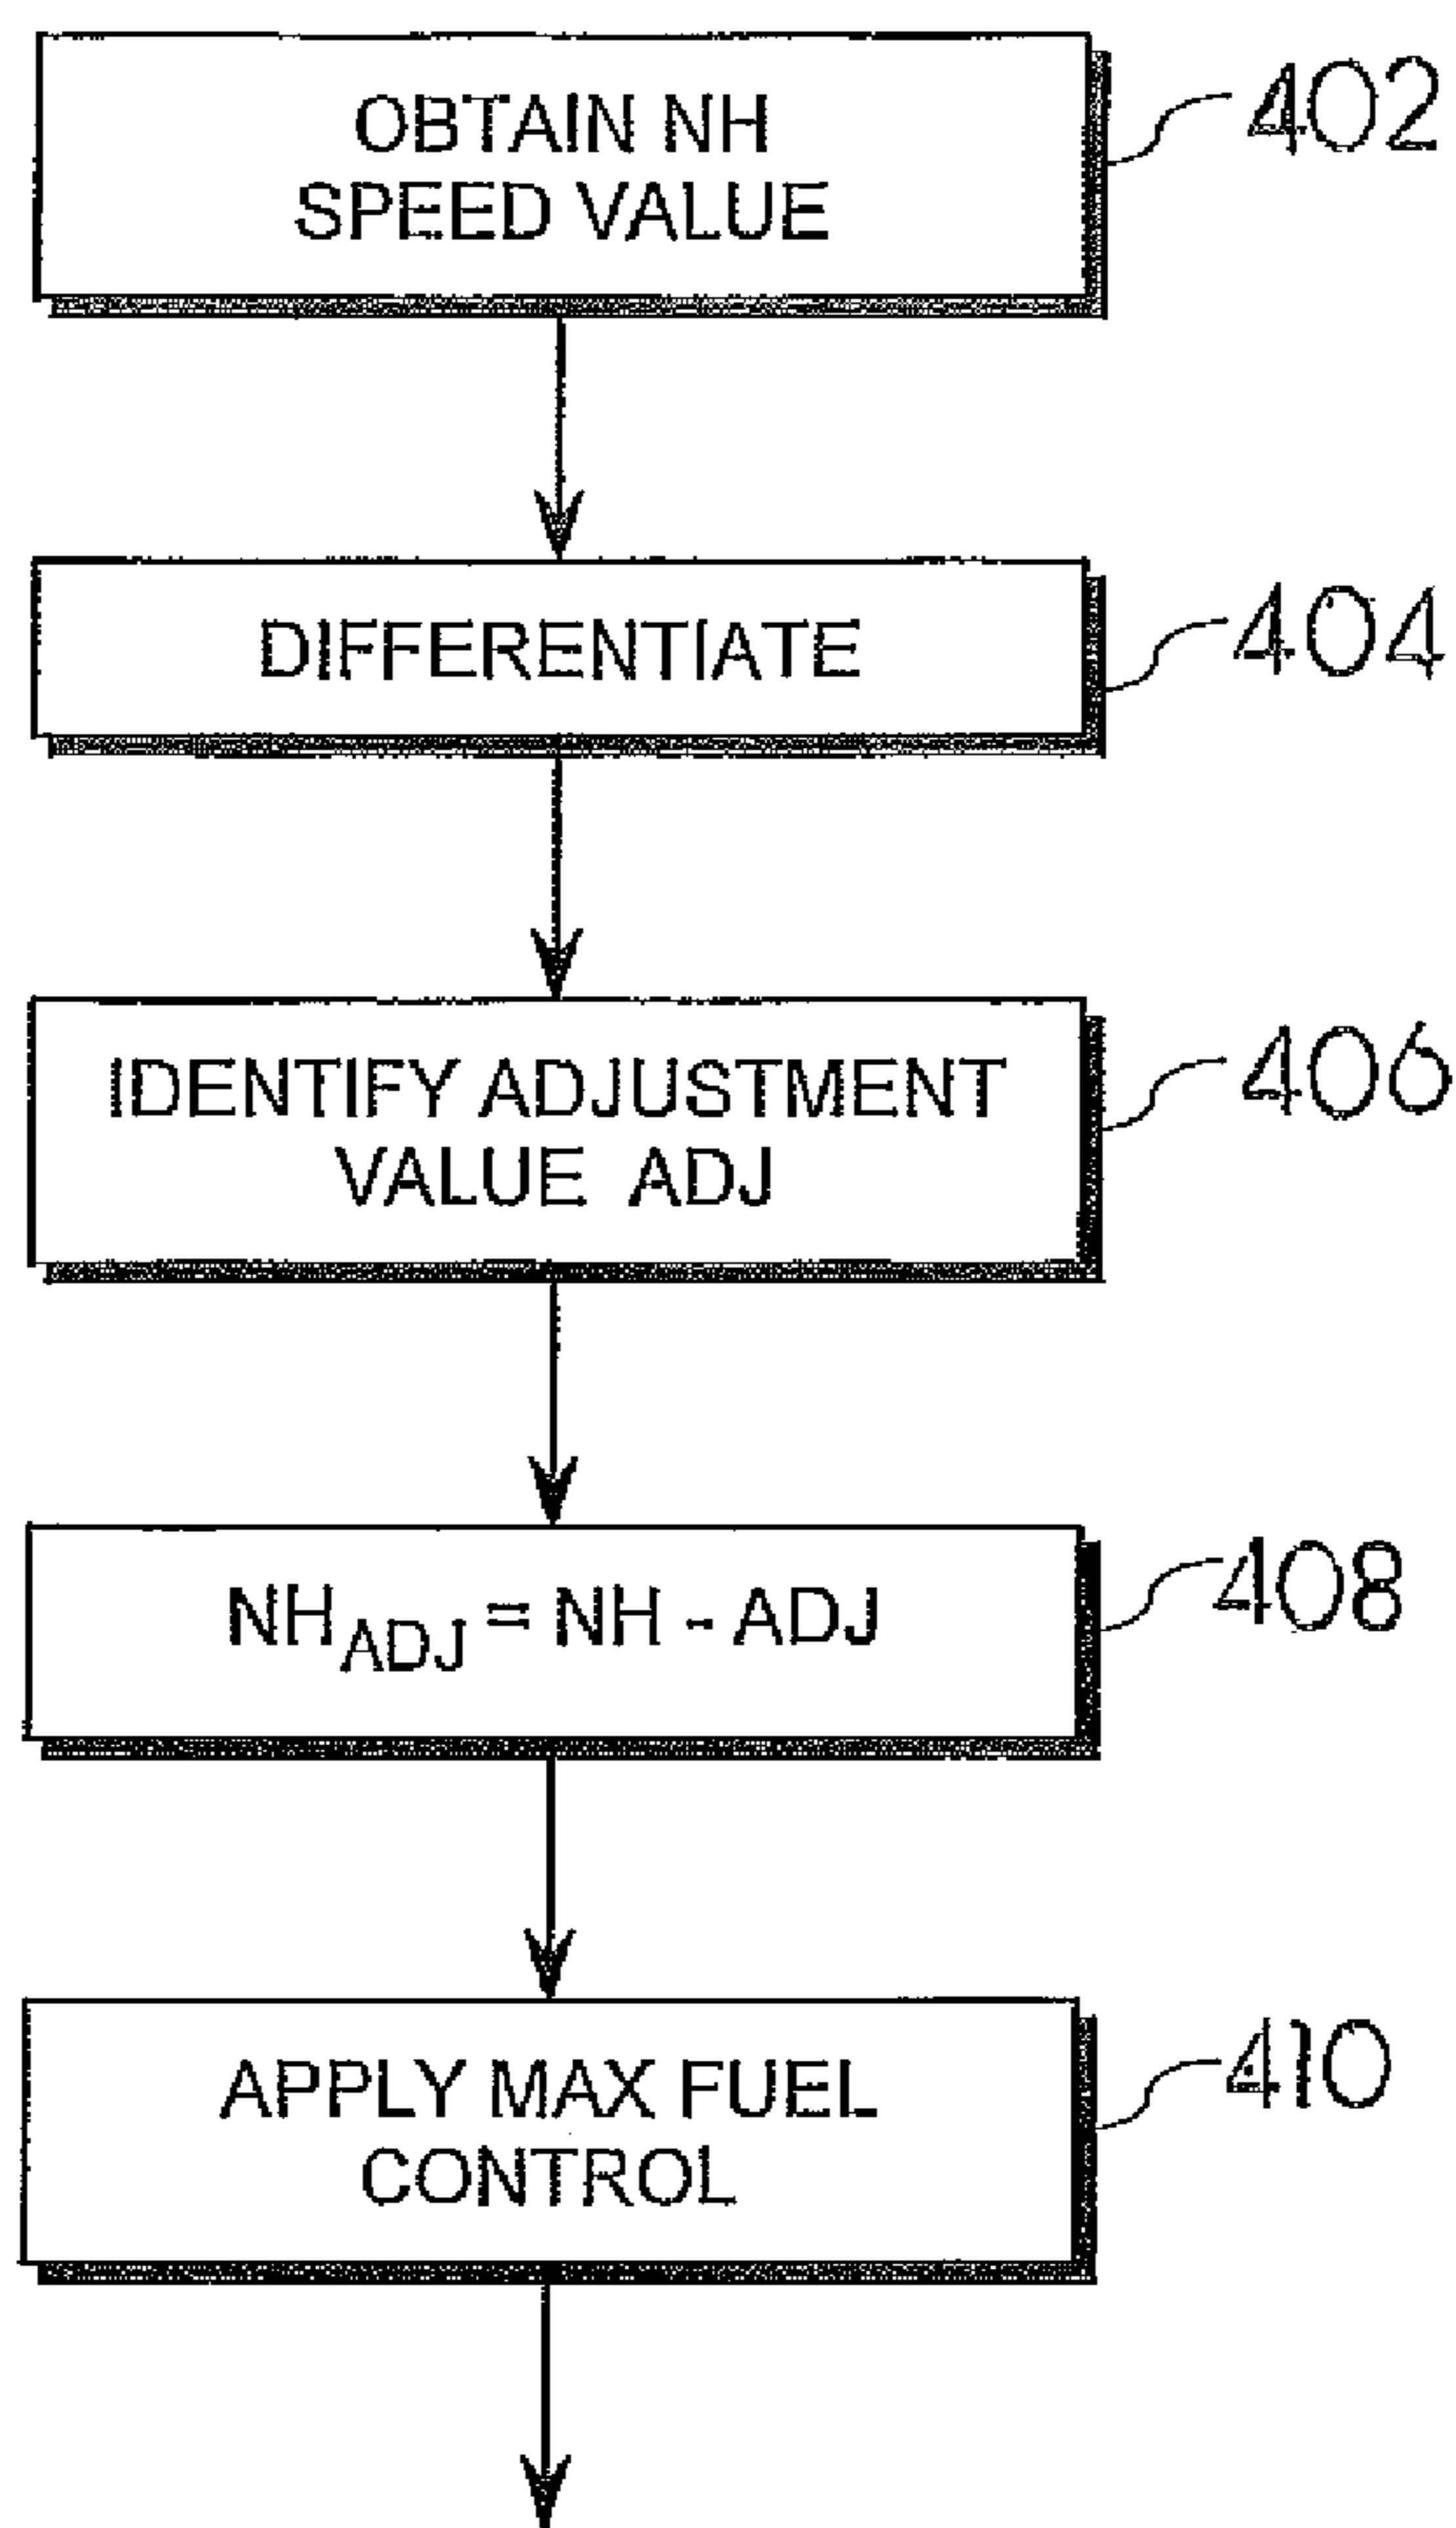 OBTAIN NH
SPEED VALUE
402
DIFFERENTIATE
404
IDENTIFY ADJUSTMENT
VALUE ADJ
406
NH_ADJ = NH - ADJ
408
APPLY MAX FUEL
CONTROL
410